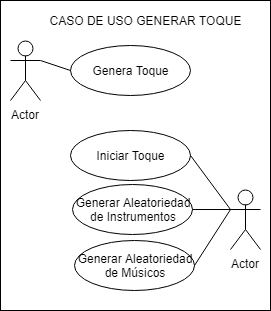 CASO DE USO GENERAR TOQUE
Genera Toque
Actor
Iniciar Toque
Generar Aleatoriedad
de Instrumentos
Generar Aleatoriedad
de Músicos
Actor